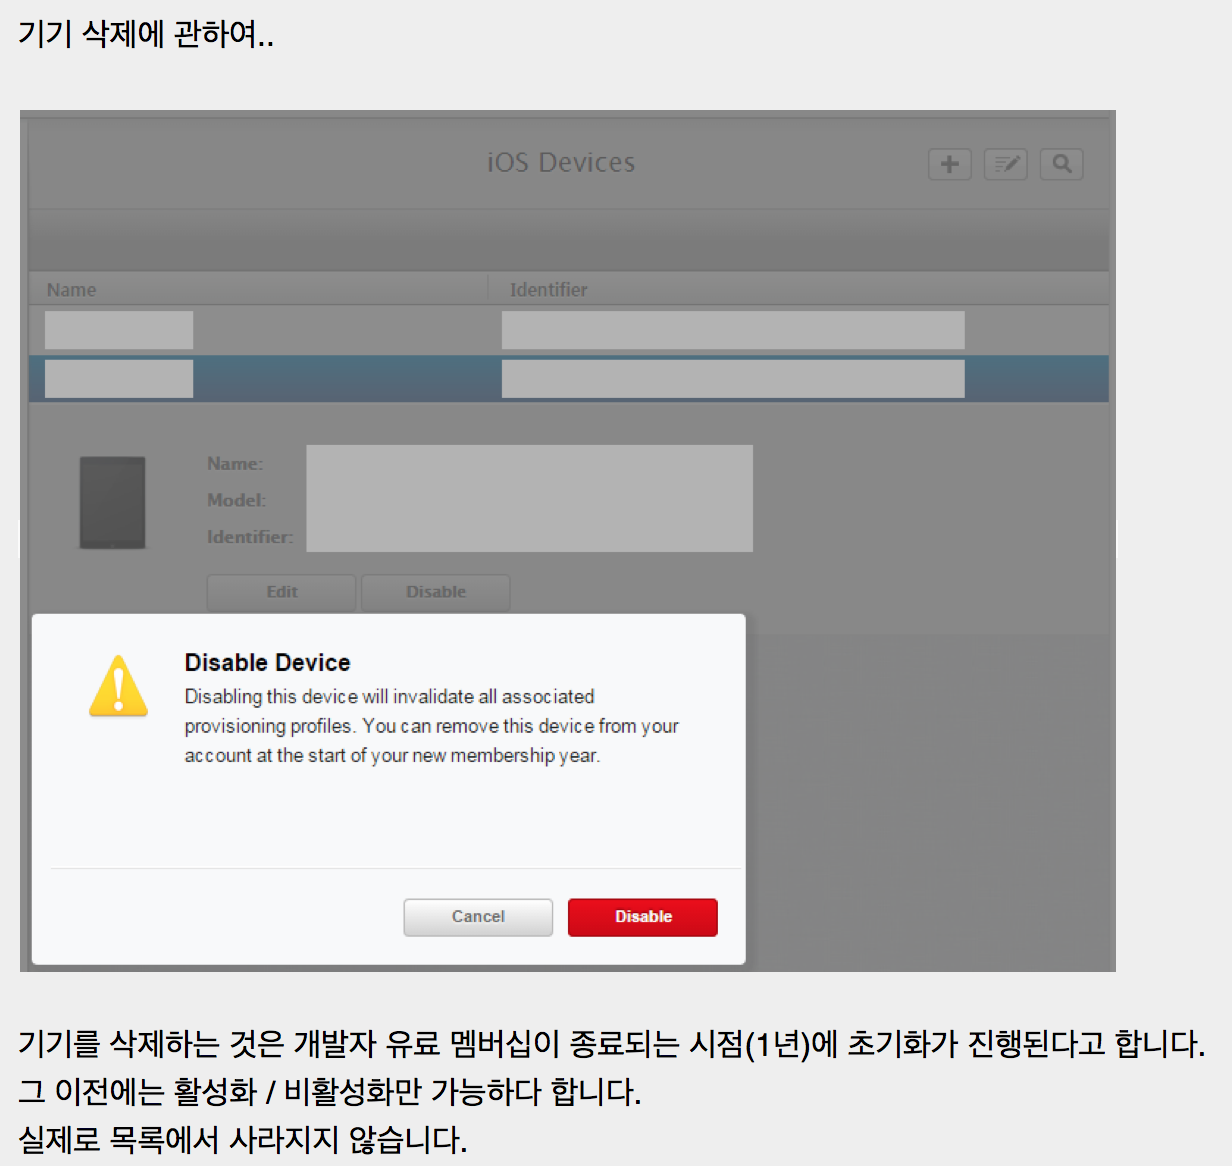 기기 삭제에 관하여..
iOS Devices
Name Identifier
Name:
Model:
Identifier:
Edit Disable
Disable Device
Disabling this device will invalidate all associated
provisioning profiles. You can remove this device from your
account at the start of your new membership year.
Cancel Disable
기기를 삭제하는 것은 개발자 유료 멤버십이 종료되는 시점(1년)에 초기화가 진행된다고 합니다.
그 이전에는 활성화 / 비활성화만 가능하다 합니다.
실제로 목록에서 사라지지 않습니다.